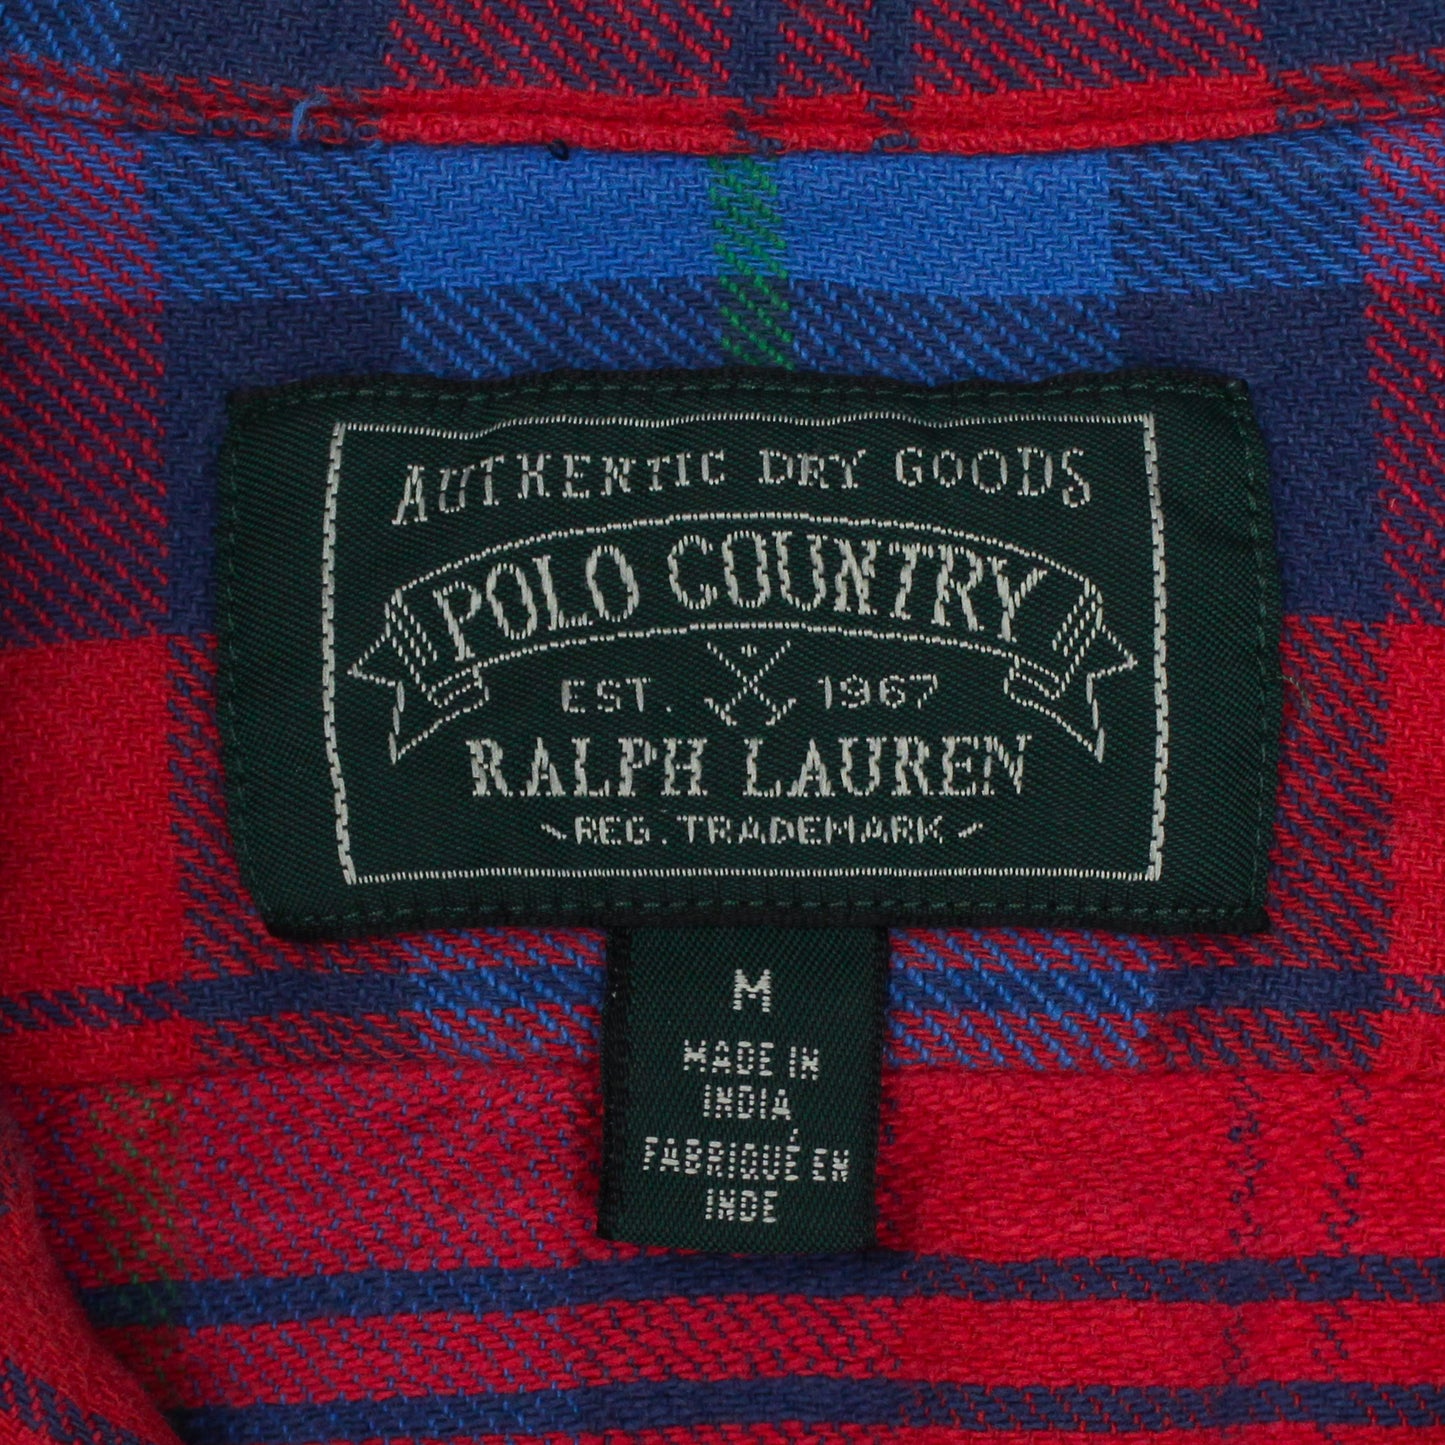 AUTHENTIC DRY GOODS
POLO COUNTRY
EST. 1967
RALPH LAUREN
-REG. TRADEMARK-
M
MADE IN
INDIA
FABRIQUÉ EN
INDE